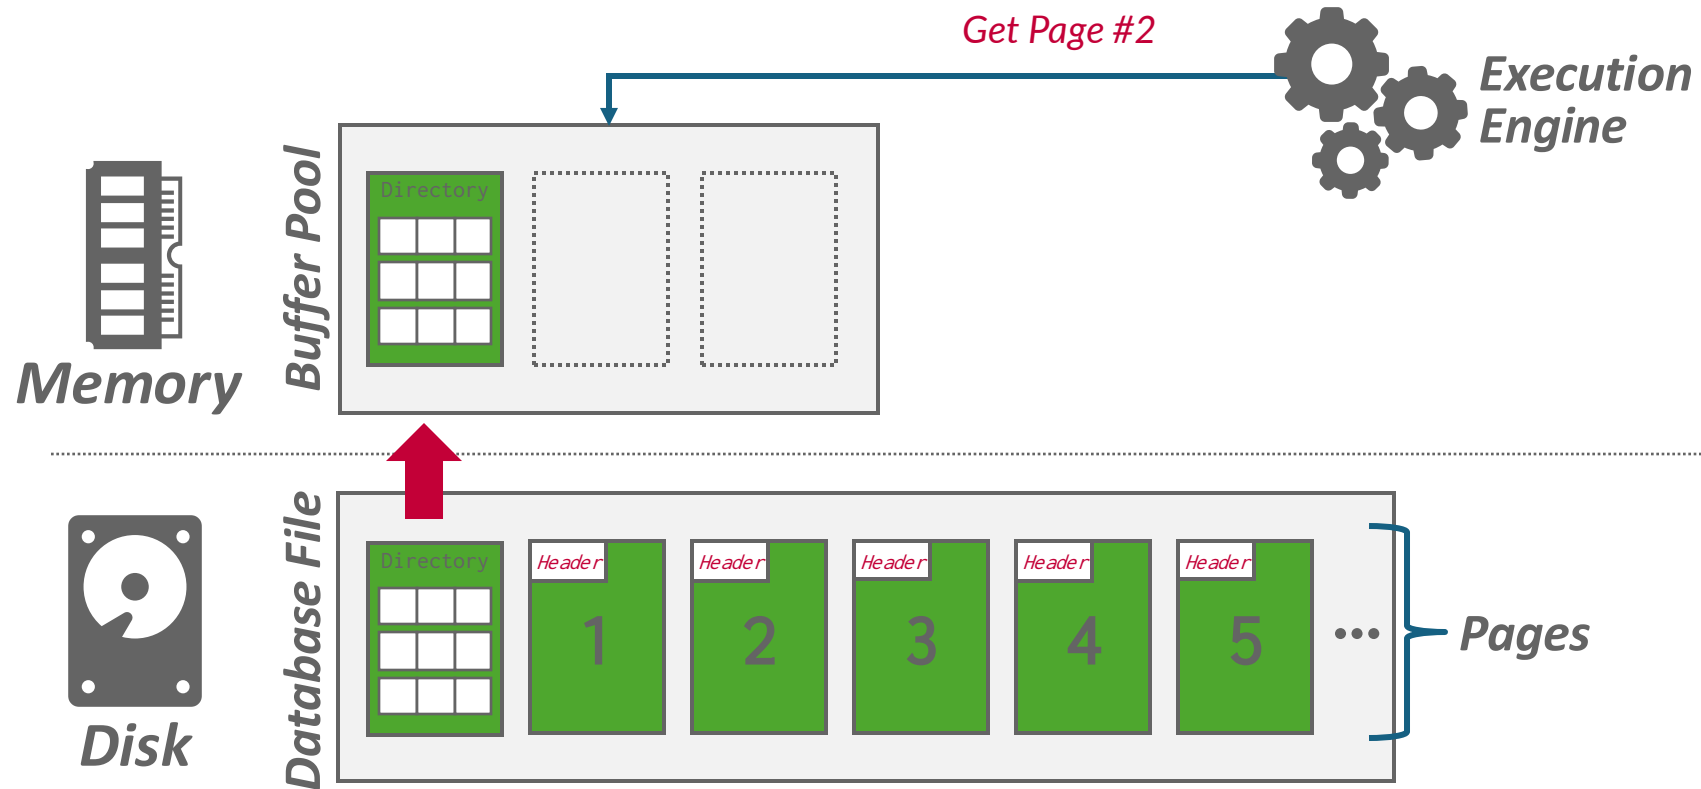 Get Page #2
Execution
Engine
Buffer Pool
Directory
Memory
Database File
Directory
Header
1
Header
2
Header
3
Header
4
Header
5
...
Pages
Disk